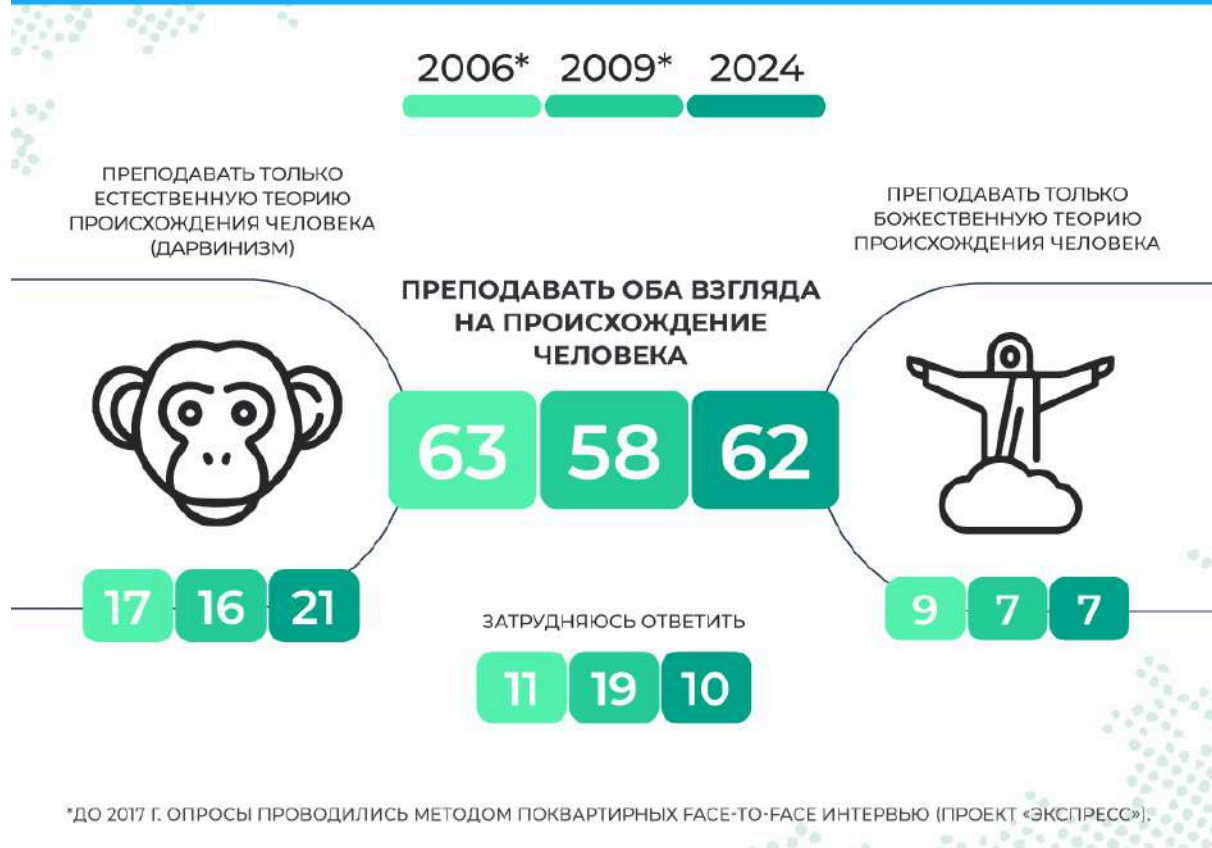 2006* 2009* 2024
ПРЕПОДАВАТЬ ТОЛЬКО
ЕСТЕСТВЕННУЮ ТЕОРИЮ
ПРОИСХОЖДЕНИЯ ЧЕЛОВЕКА
(ДАРВИНИЗМ)
ПРЕПОДАВАТЬ ОБА ВЗГЛЯДА
НА ПРОИСХОЖДЕНИЕ
ЧЕЛОВЕКА
ПРЕПОДАВАТЬ ТОЛЬКО
БОЖЕСТВЕННУЮ ТЕОРИЮ
ПРОИСХОЖДЕНИЯ ЧЕЛОВЕКА
63 58 62
17 16 21
9 7 7
ЗАТРУДНЯЮСЬ ОТВЕТИТЬ
11 19 10
*ДО 2017 Г. ОПРОСЫ ПРОВОДИЛИСЬ МЕТОДОМ ПОКВАРТИРНЫХ FACE-TO-FACE ИНТЕРВЬЮ (ПРОЕКТ «ЭКСПРЕСС»).